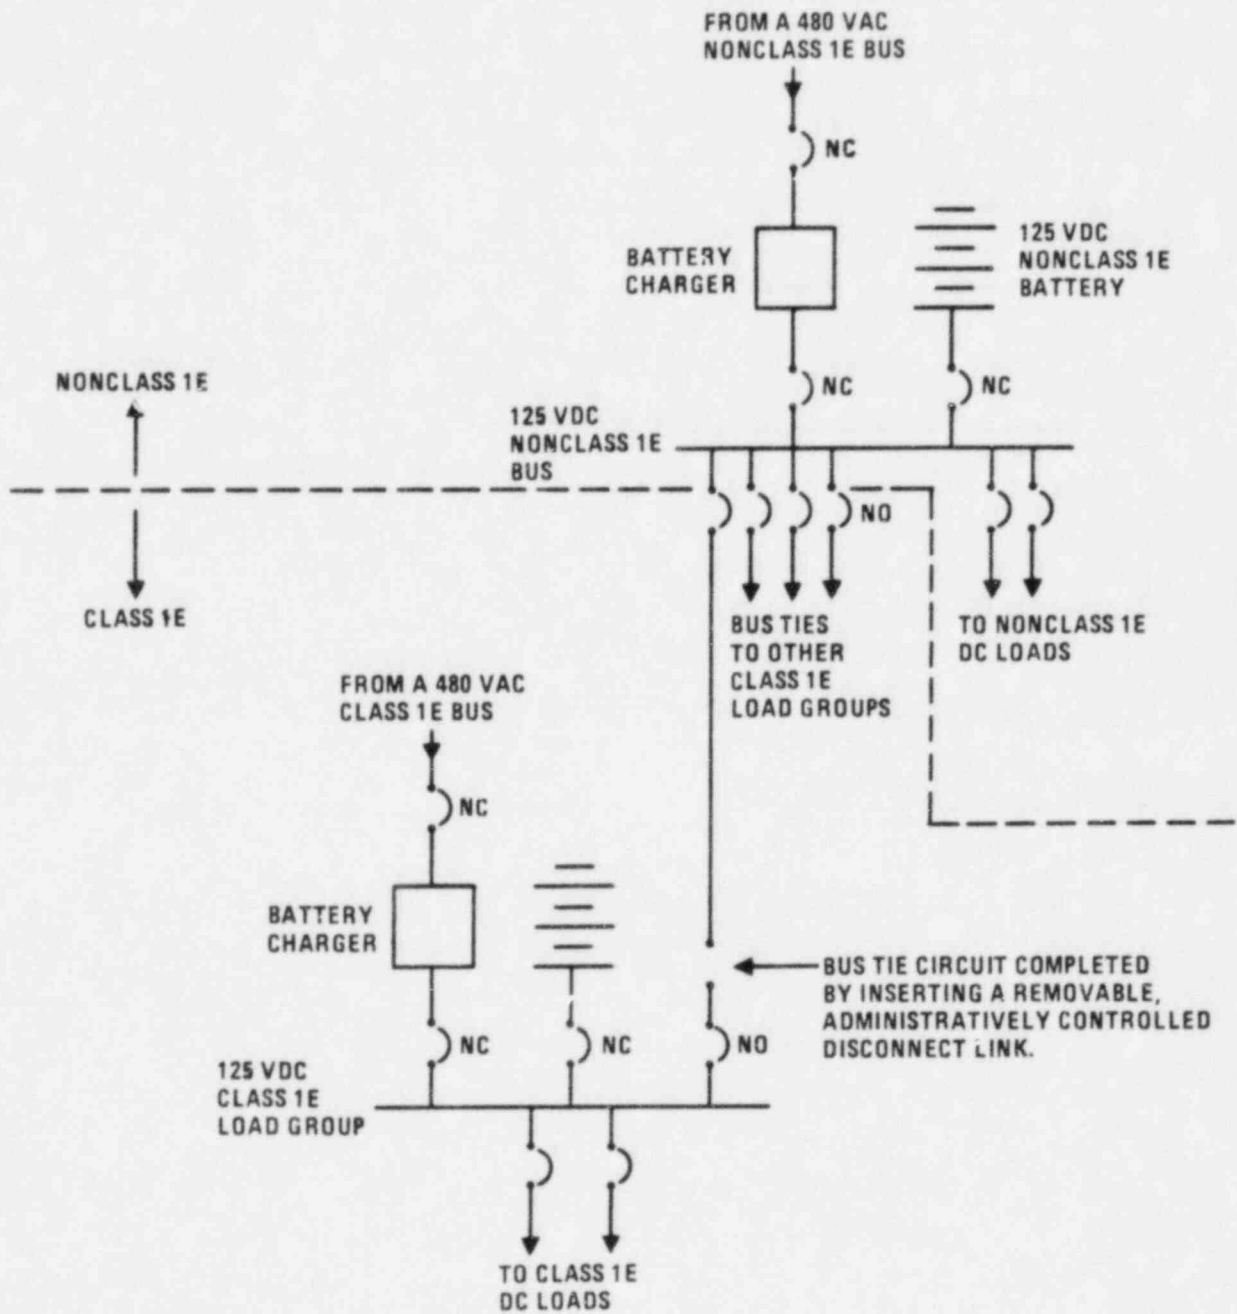 FROM A 480 VAC
NONCLASS 1E BUS
NC
BATTERY
CHARGER
125 VDC
NONCLASS 1E
BATTERY
NC
NC
NONCLASS 1E
125 VDC
NONCLASS 1E
BUS
NO
CLASS 1E
BUS TIES
TO OTHER
CLASS 1E
LOAD GROUPS
TO NONCLASS 1E
DC LOADS
FROM A 480 VAC
CLASS 1E BUS
NC
BATTERY
CHARGER
BUS TIE CIRCUIT COMPLETED
BY INSERTING A REMOVABLE,
ADMINISTRATIVELY CONTROLLED
DISCONNECT LINK.
NC
NC
NO
125 VDC
CLASS 1E
LOAD GROUP
TO CLASS 1E
DC LOADS